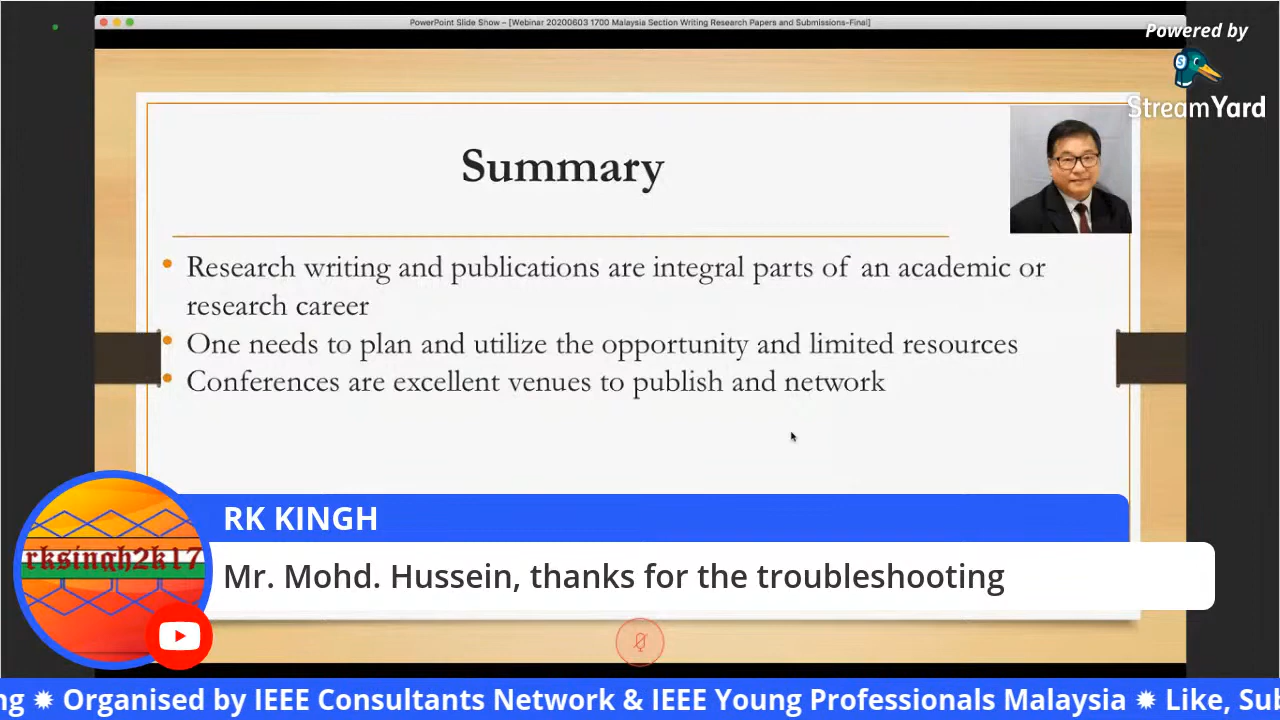 PowerPoint Slide Show – [Webinar 20200603 1700 Malaysia Section Writing Research Papers and Submissions-Final]
Powered by
StreamYard
Summary
• Research writing and publications are integral parts of an academic or
research career
• One needs to plan and utilize the opportunity and limited resources
• Conferences are excellent venues to publish and network
RK KINGH
rksingh2k17
Mr. Mohd. Hussein, thanks for the troubleshooting
ng ✹ Organised by IEEE Consultants Network & IEEE Young Professionals Malaysia ✹ Like, Sub